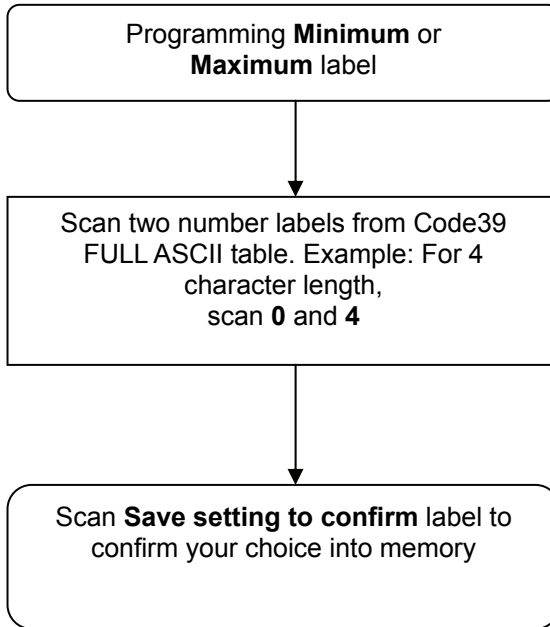 Programming Minimum or
Maximum label
Scan two number labels from Code39
FULL ASCII table. Example: For 4
character length,
scan 0 and 4
Scan Save setting to confirm label to
confirm your choice into memory